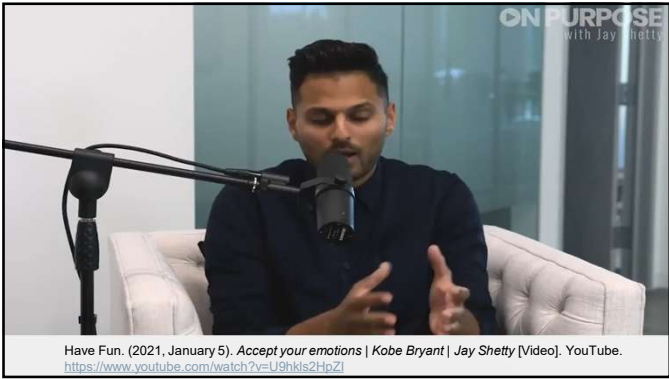 ON PURPOSE
with Jay Shetty
Have Fun. (2021, January 5). Accept your emotions | Kobe Bryant | Jay Shetty [Video]. YouTube.
https://www.youtube.com/watch?v=U9hkls2HpZI